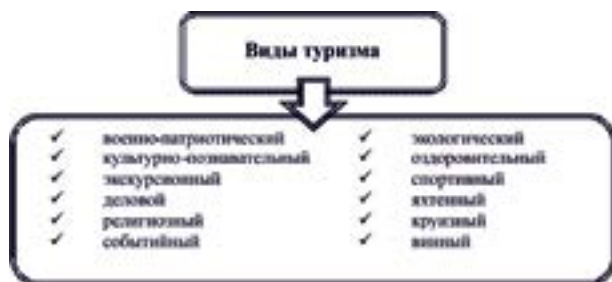 Виды туризма
военно-патриотический
культурно-познавательный
экскурсионный
деловой
религиозный
событийный
экологический
оздоровительный
спортивный
яхтенный
круизный
винный